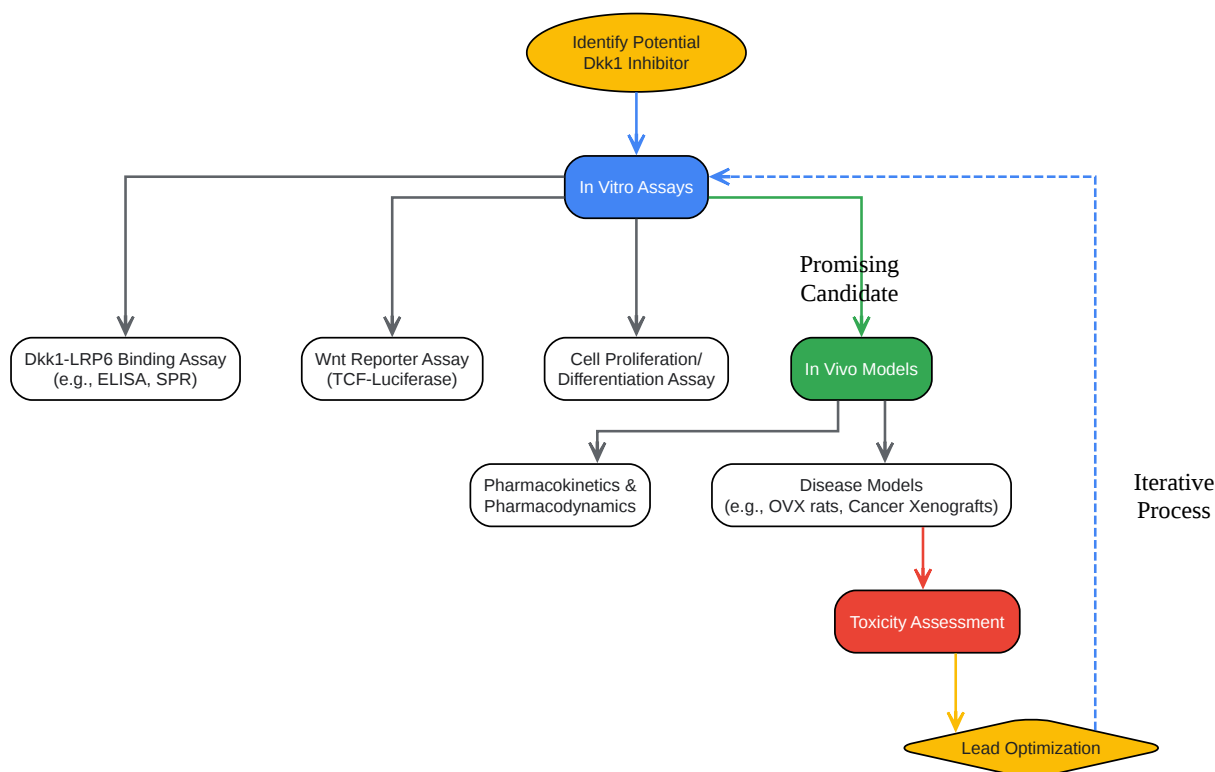 Identify Potential
Dkk1 Inhibitor
In Vitro Assays
Promising
Candidate
Dkk1-LRP6 Binding Assay
(e.g., ELISA, SPR)
Wnt Reporter Assay
(TCF-Luciferase)
Cell Proliferation/
Differentiation Assay
In Vivo Models
Pharmacokinetics &
Pharmacodynamics
Disease Models
(e.g., OVX rats, Cancer Xenografts)
Iterative
Process
Toxicity Assessment
Lead Optimization